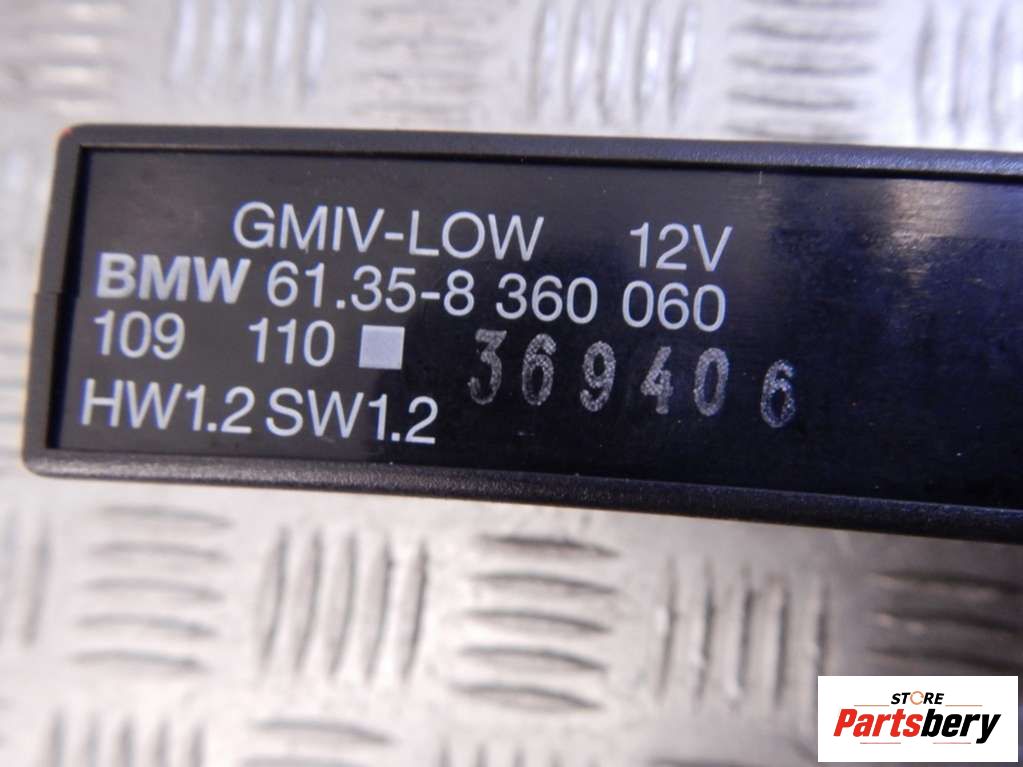 GMIV-LOW 12V
BMW 61.35-8 360 060
109 110 369406
HW1.2 SW1.2
STORE
Partsbery